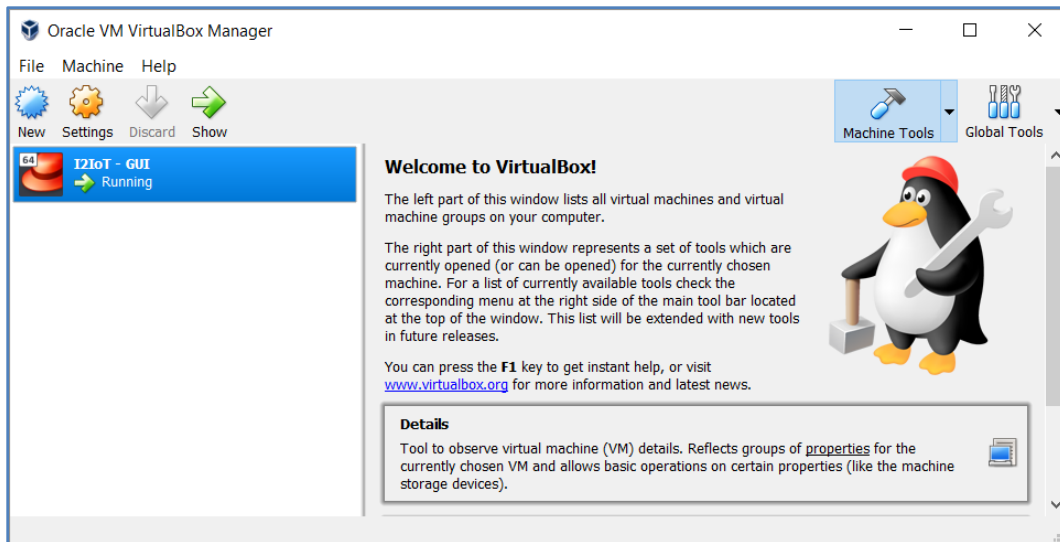 Oracle VM VirtualBox Manager
File Machine Help
New Settings Discard Show
Machine Tools Global Tools
64
I2IoT - GUI
Running
Welcome to VirtualBox!
The left part of this window lists all virtual machines and virtual
machine groups on your computer.
The right part of this window represents a set of tools which are
currently opened (or can be opened) for the currently chosen
machine. For a list of currently available tools check the
corresponding menu at the right side of the main tool bar located
at the top of the window. This list will be extended with new tools
in future releases.
You can press the F1 key to get instant help, or visit
www.virtualbox.org for more information and latest news.
Details
Tool to observe virtual machine (VM) details. Reflects groups of properties for the
currently chosen VM and allows basic operations on certain properties (like the machine
storage devices).